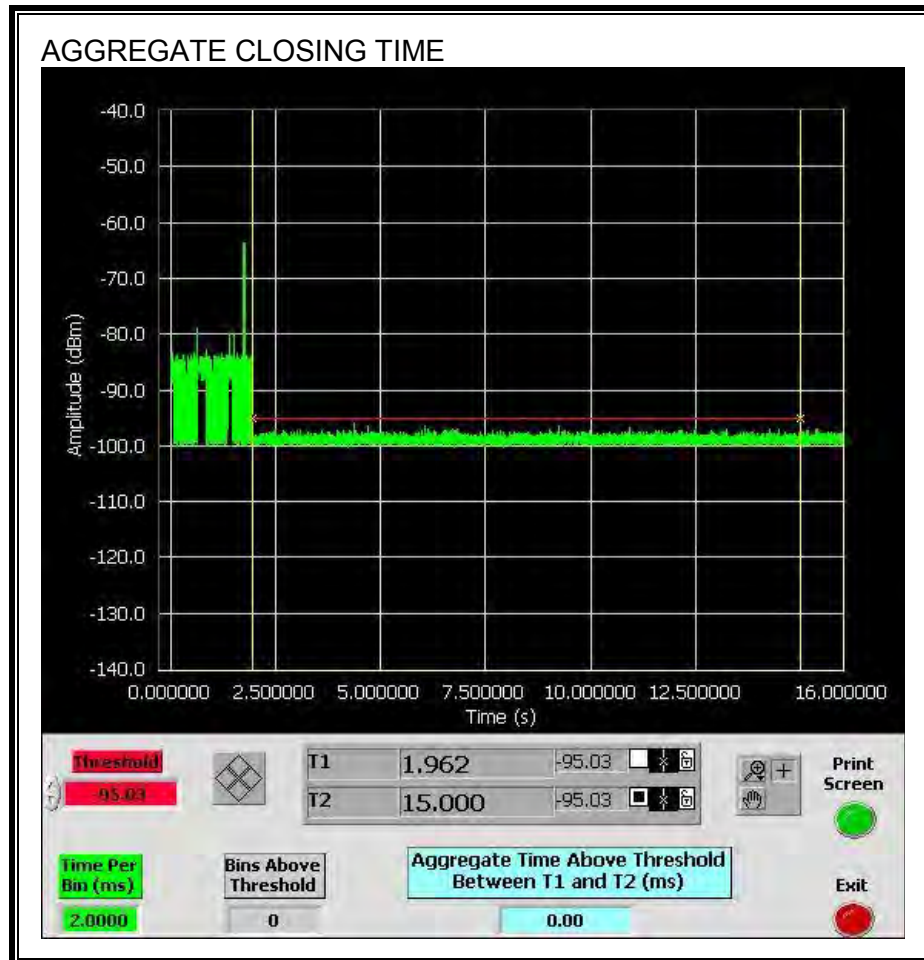 AGGREGATE CLOSING TIME
-40.0
-50.0
-60.0
-70.0
-80.0
-90.0
-100.0
-110.0
-120.0
-130.0
-140.0
Amplitude (dBm)
0.000000 2.500000 5.000000 7.500000 10.000000 12.500000 16.000000
Time (s)
Threshold
-95.03
T1 1.962 -95.03
T2 15.000 -95.03
Print
Screen
Time Per
Bin (ms)
2.0000
Bins Above
Threshold
0
Aggregate Time Above Threshold
Between T1 and T2 (ms)
0.00
Exit